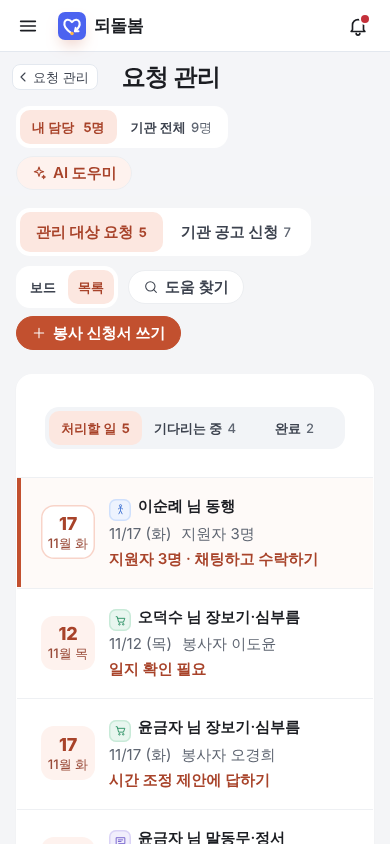 되돌봄
요청 관리
요청 관리
내 담당 5명
기관 전체 9명
AI 도우미
관리 대상 요청 5
기관 공고 신청 7
보드
목록
도움 찾기
봉사 신청서 쓰기
처리할 일 5
기다리는 중 4
완료 2
17
11월 화
이순례 님 동행
11/17 (화) 지원자 3명
지원자 3명 · 채팅하고 수락하기
12
11월 목
오덕수 님 장보기·심부름
11/12 (목) 봉사자 이도윤
일지 확인 필요
17
11월 화
윤금자 님 장보기·심부름
11/17 (화) 봉사자 오경희
시간 조정 제안에 답하기
윤금자 님 말동무·정서